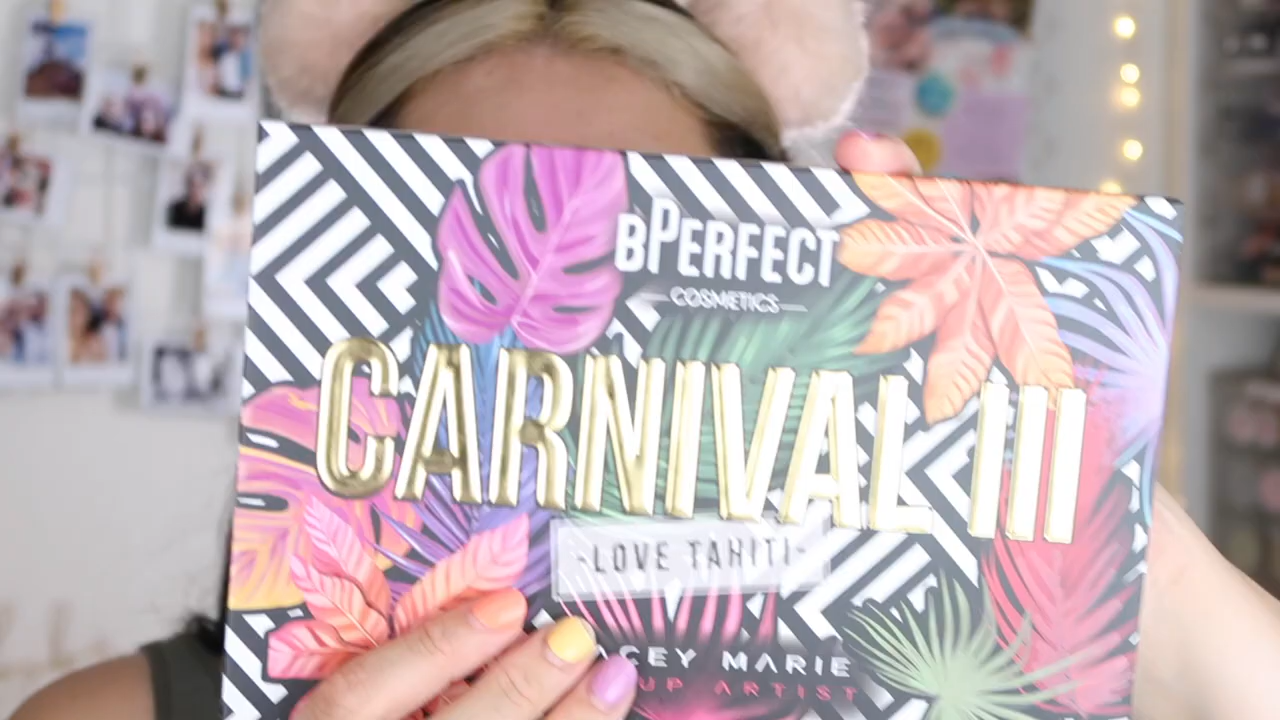 BPERFECT
COSMETICS
CARNIVAL III
-LOVE TAHITI-
ACEY MARIE
UP ARTIST